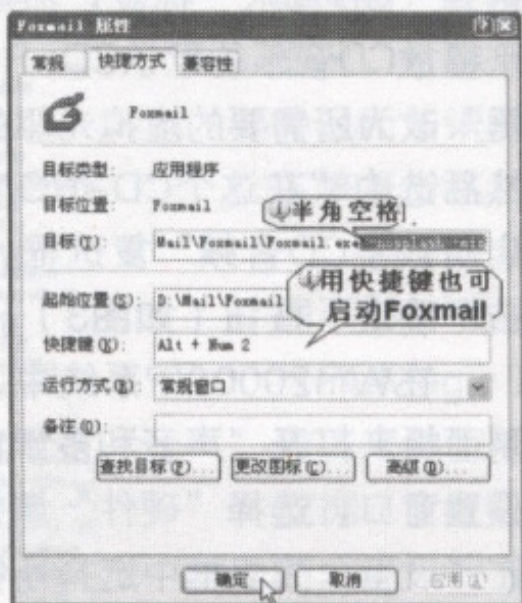 Foxmail 属性
常规 快捷方式 兼容性
Foxmail
目标类型: 应用程序
目标位置: Foxmail
①半角空格
目标(T): Mail\Foxmail\Foxmail.exe
①用快捷键也可
启动Foxmail
起始位置(S): D:\Mail\Foxmail
快捷键(K): Alt + Num 2
运行方式(R): 常规窗口
备注(O):
查找目标(F)... 更改图标(C)... 高级(D)...
确定 取消 应用(A)